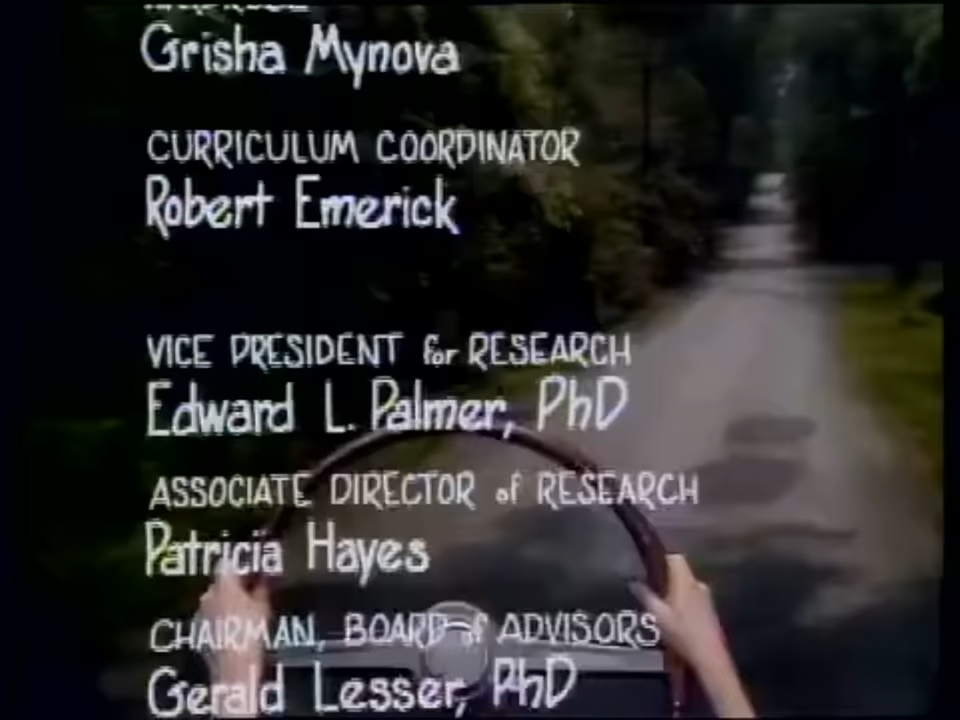 Grisha Mynova
CURRICULUM COORDINATOR
Robert Emerick
VICE PRESIDENT for RESEARCH
Edward L. Palmer, PhD
ASSOCIATE DIRECTOR of RESEARCH
Patricia Hayes
CHAIRMAN, BOARD of ADVISORS
Gerald Lesser, PhD